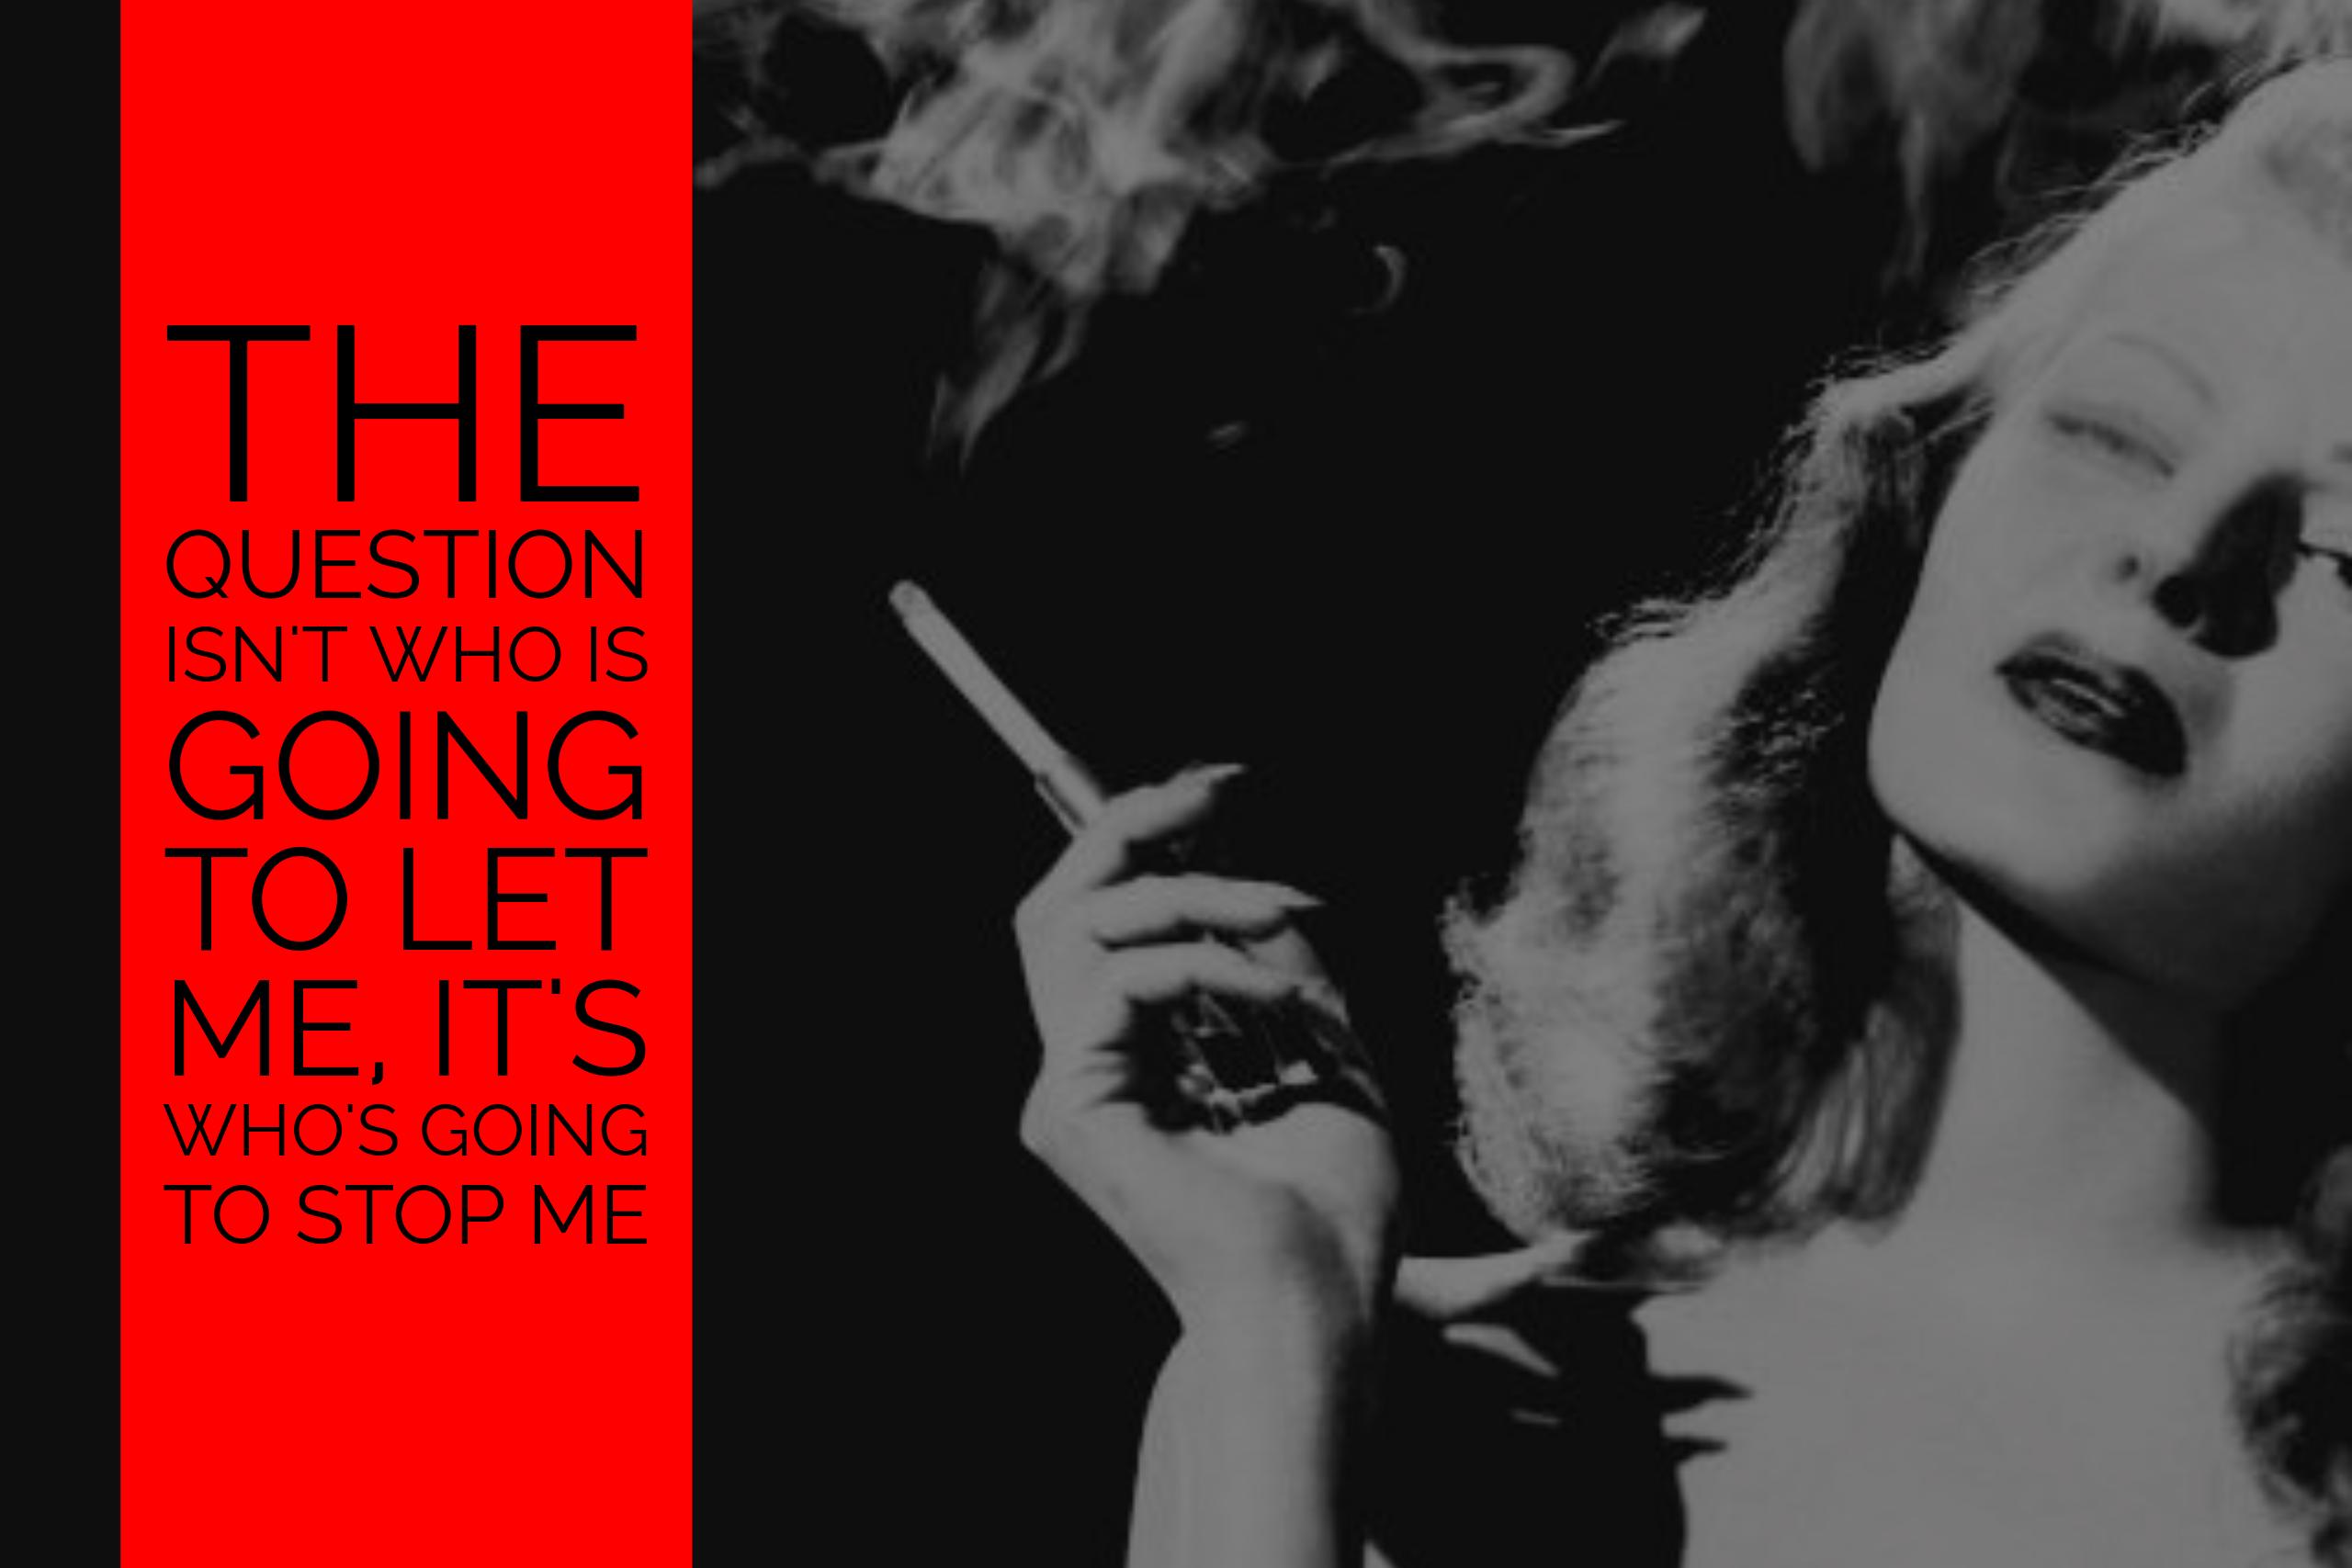 THE
QUESTION
ISN'T WHO IS
GOING
TO LET
ME, IT'S
WHO'S GOING
TO STOP ME